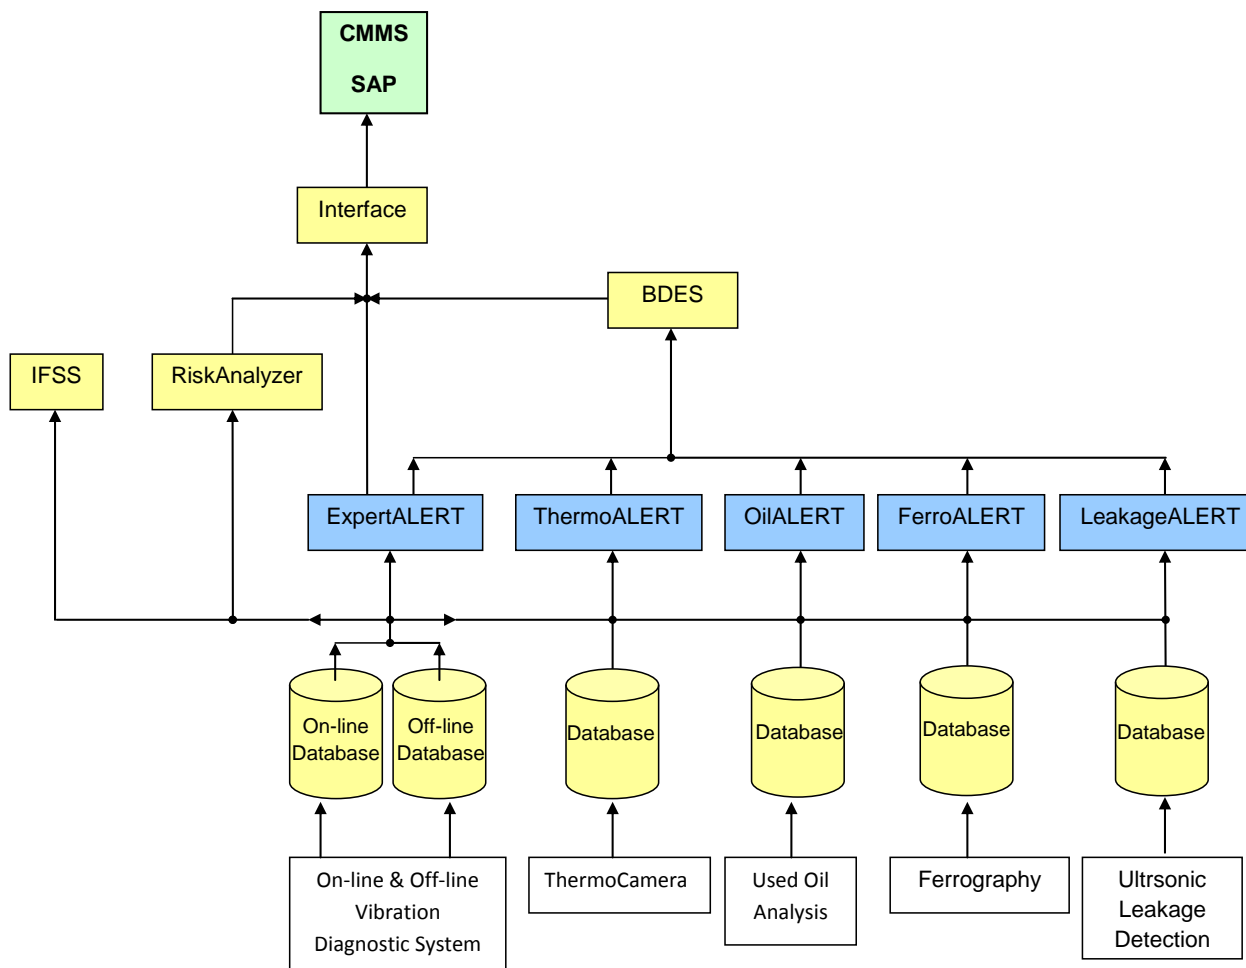 CMMS
SAP
Interface
BDES
IFSS
RiskAnalyzer
ExpertALERT
ThermoALERT
OilALERT
FerroALERT
LeakageALERT
On-line
Database
Off-line
Database
Database
Database
Database
Database
On-line & Off-line
Vibration
Diagnostic System
ThermoCamera
Used Oil
Analysis
Ferrography
Ultrsonic
Leakage
Detection